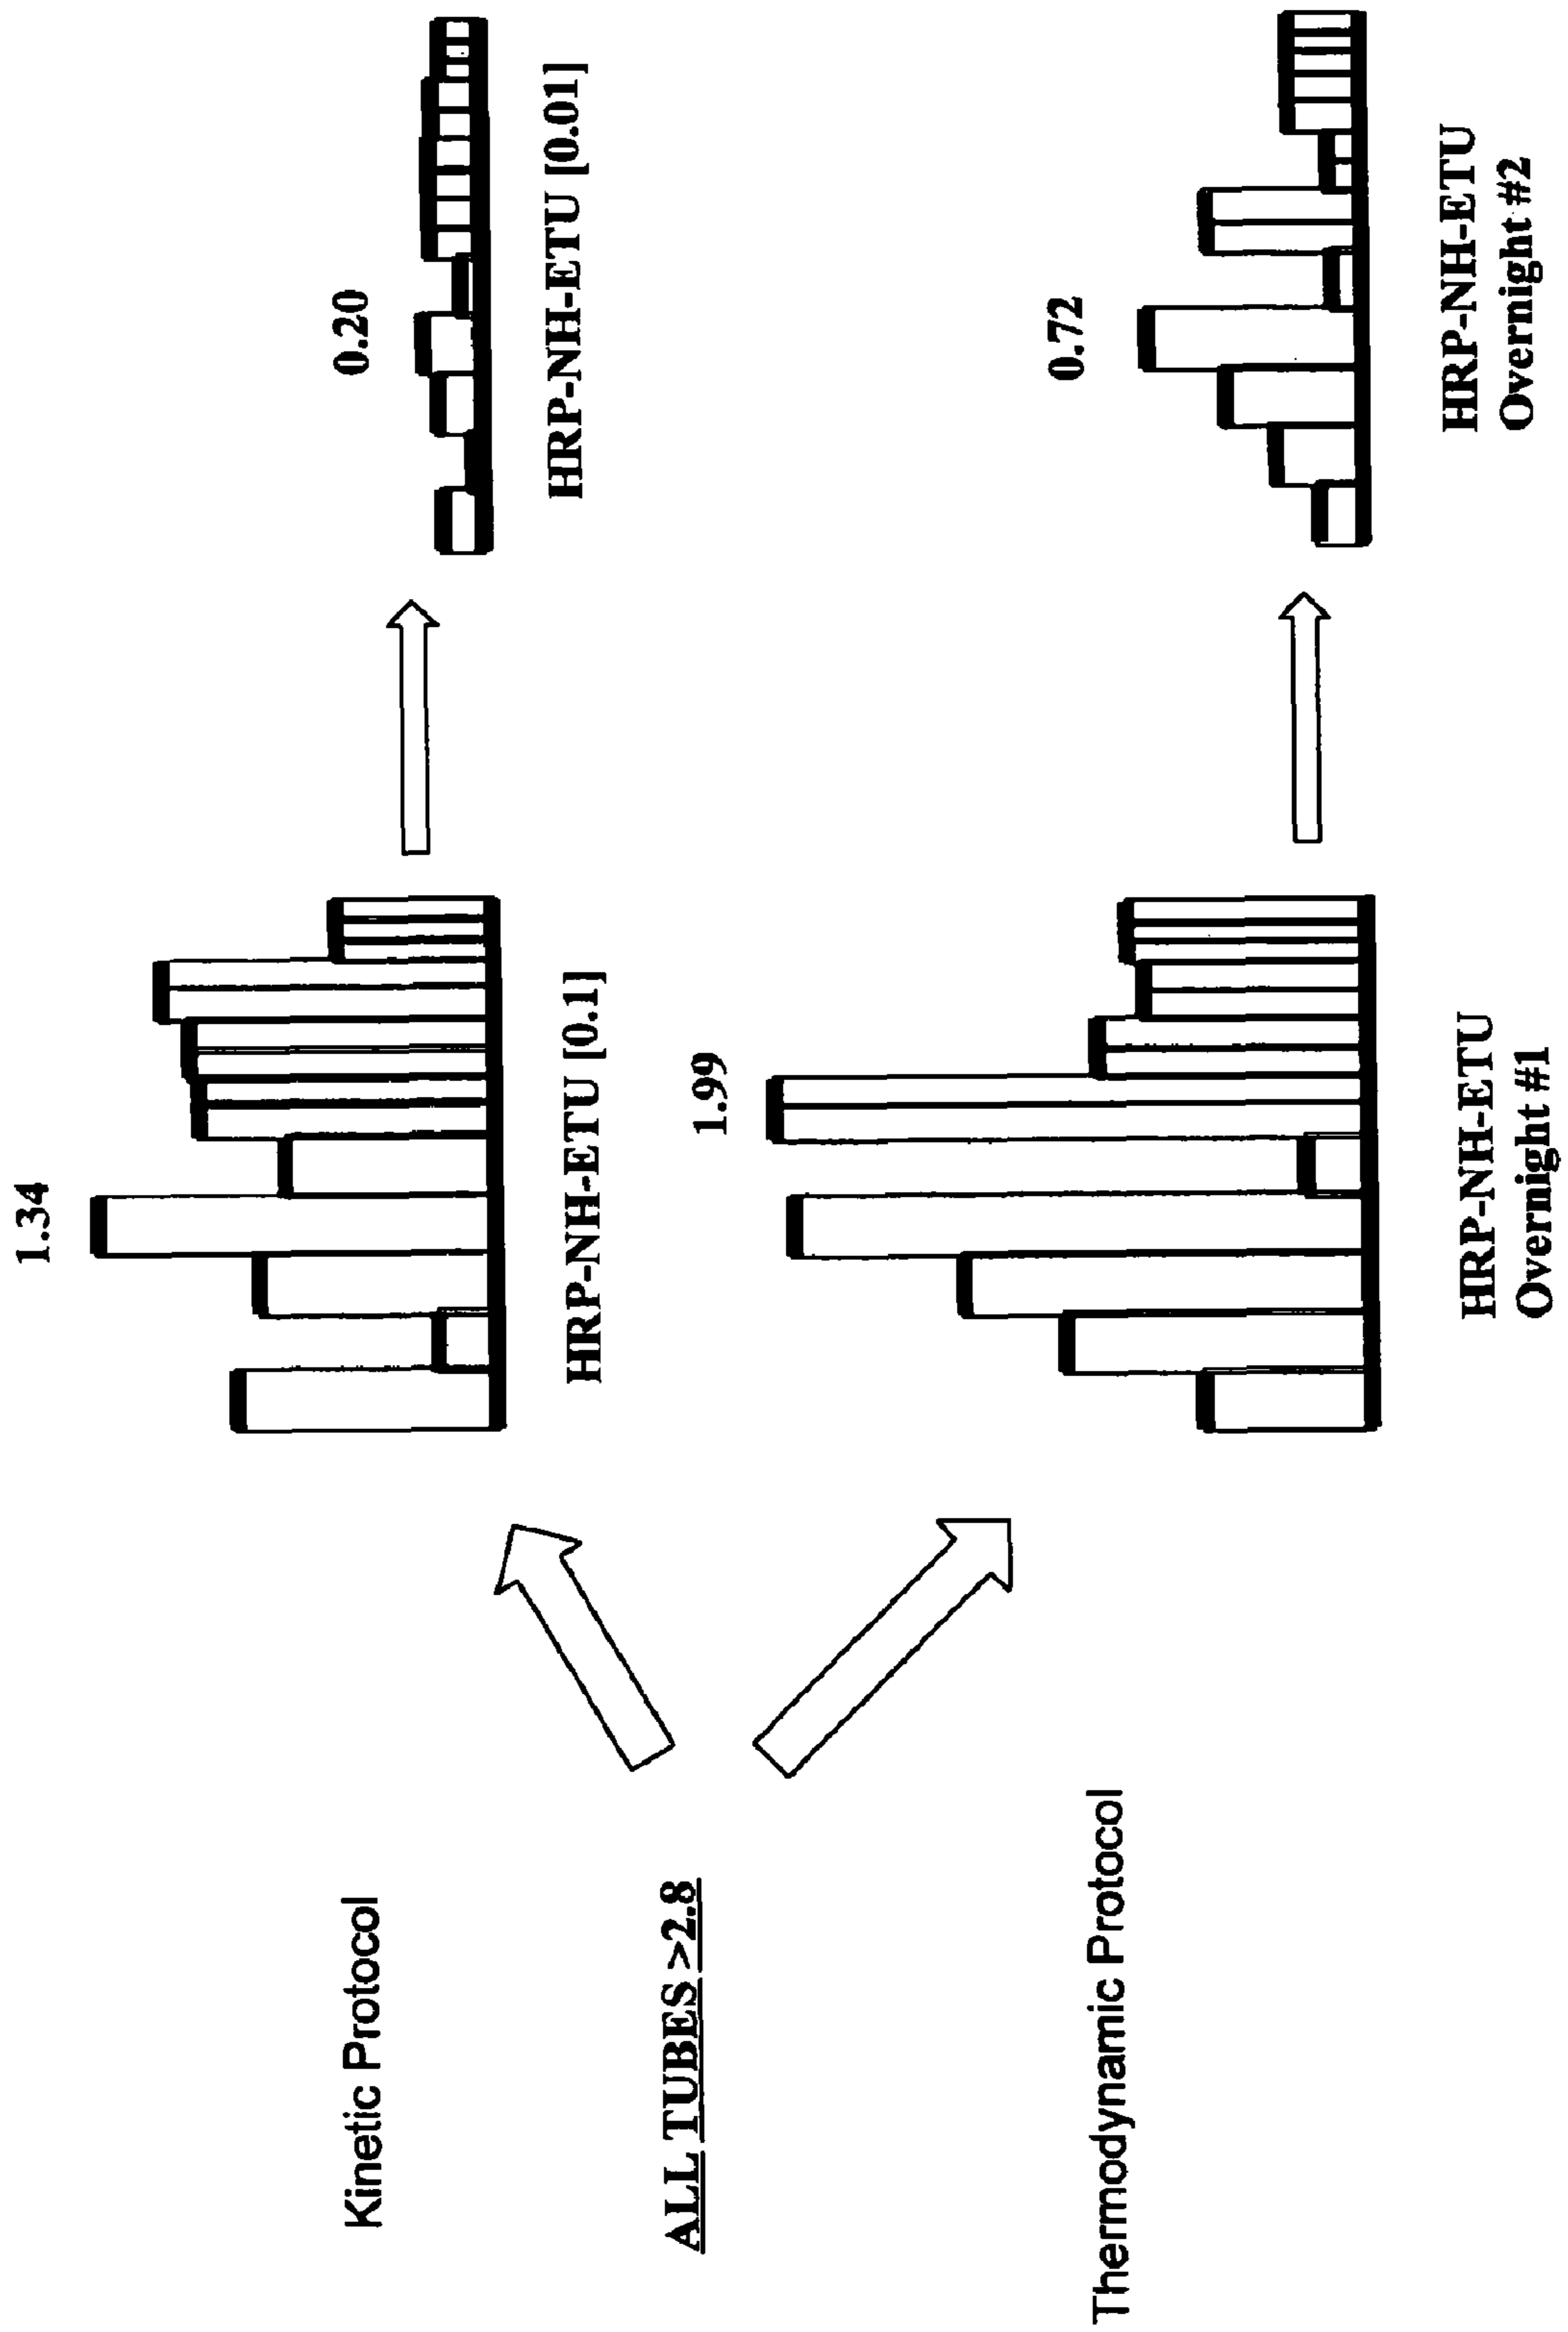 Kinetic Protocol
ALL TUBES >2.8
Thermodynamic Protocol
1.34
HRP-NH-ETU [0.1]
0.20
HRP-NH-ETU [0.01]
1.99
HRP-NH-ETU
Overnight #1
0.72
HRP-NH-ETU
Overnight #2